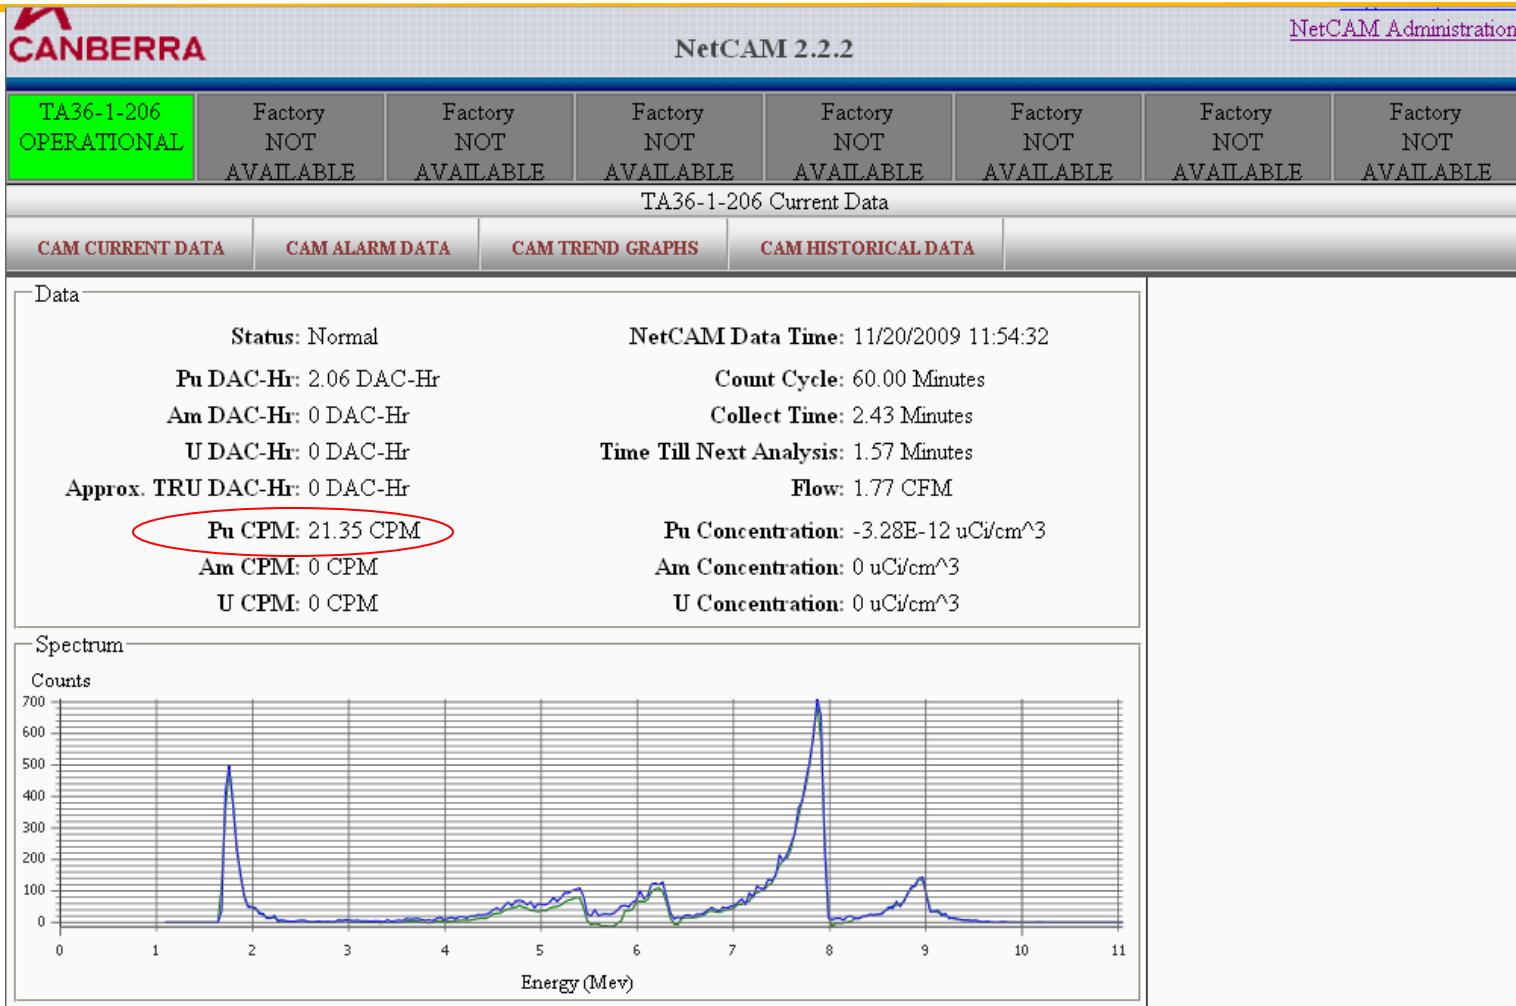 CANBERRA
NetCAM 2.2.2
NetCAM Administration
TA36-1-206 OPERATIONAL
Factory NOT AVAILABLE
Factory NOT AVAILABLE
Factory NOT AVAILABLE
Factory NOT AVAILABLE
Factory NOT AVAILABLE
Factory NOT AVAILABLE
Factory NOT AVAILABLE
TA36-1-206 Current Data
CAM CURRENT DATA CAM ALARM DATA CAM TREND GRAPHS CAM HISTORICAL DATA
Data
Status: Normal NetCAM Data Time: 11/20/2009 11:54:32
Pu DAC-Hr: 2.06 DAC-Hr Count Cycle: 60.00 Minutes
Am DAC-Hr: 0 DAC-Hr Collect Time: 2.43 Minutes
U DAC-Hr: 0 DAC-Hr Time Till Next Analysis: 1.57 Minutes
Approx. TRU DAC-Hr: 0 DAC-Hr Flow: 1.77 CFM
Pu CPM: 21.35 CPM Pu Concentration: -3.28E-12 uCi/cm^3
Am CPM: 0 CPM Am Concentration: 0 uCi/cm^3
U CPM: 0 CPM U Concentration: 0 uCi/cm^3
Spectrum
Counts
700
600
500
400
300
200
100
0
0 1 2 3 4 5 6 7 8 9 10 11
Energy (Mev)